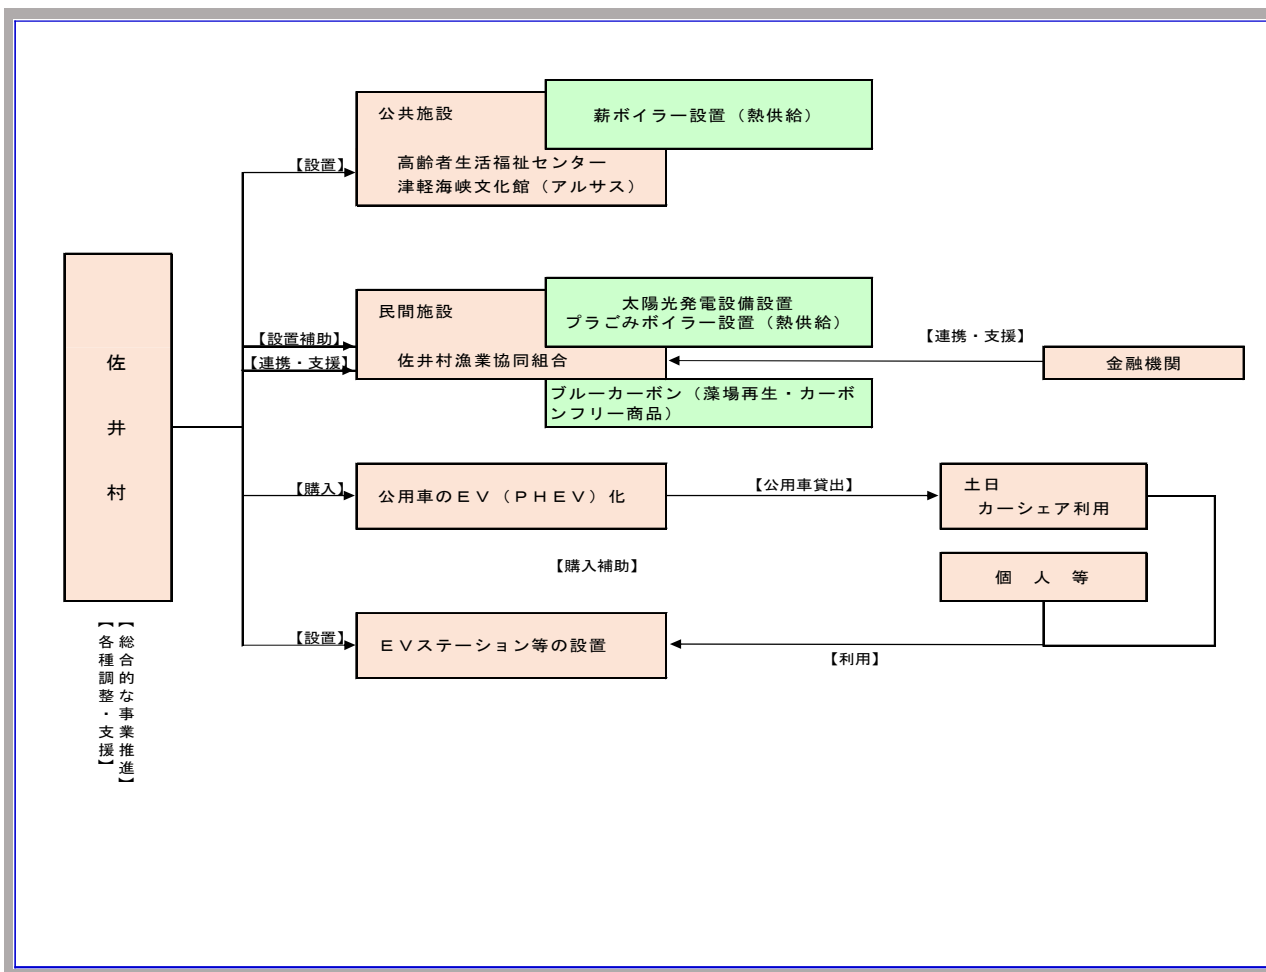 公共施設
薪ボイラー設置（熱供給）
高齢者生活福祉センター
津軽海峡文化館（アルサス）
【設置】
佐井村
民間施設
太陽光発電設備設置
プラごみボイラー設置（熱供給）
【設置補助】
【連携・支援】
佐井村漁業協同組合
【連携・支援】
金融機関
ブルーカーボン（藻場再生・カーボ
ンフリー商品）
【購入】
公用車のＥＶ（ＰＨＥＶ）化
【公用車貸出】
土日
カーシェア利用
【購入補助】
個　人　等
【設置】
ＥＶステーション等の設置
【利用】
【総合的な事業推進】
【各種調整・支援】